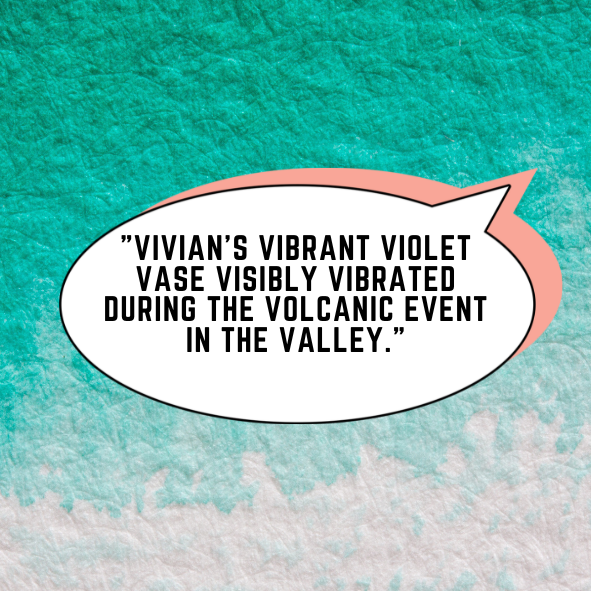 ”VIVIAN’S VIBRANT VIOLET
VASE VISIBLY VIBRATED
DURING THE VOLCANIC EVENT
IN THE VALLEY.”